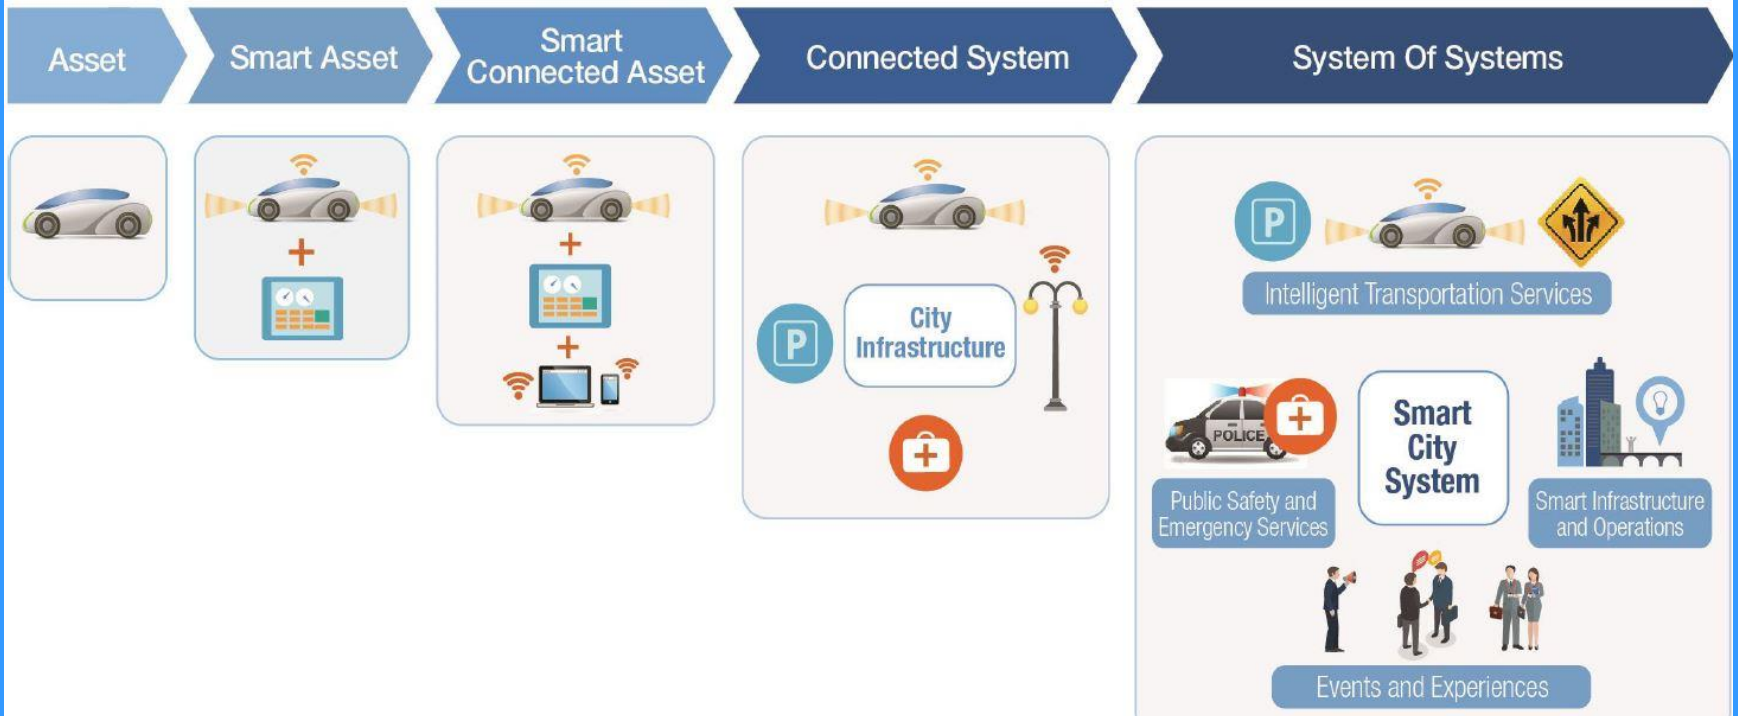 Asset
Smart Asset
Smart
Connected Asset
Connected System
System Of Systems
P
City
Infrastructure
P
Intelligent Transportation Services
POLICE
Smart
City
System
Public Safety and
Emergency Services
Smart Infrastructure
and Operations
Events and Experiences